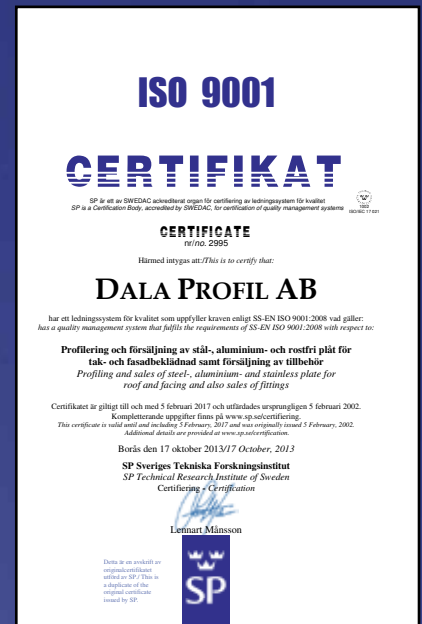 ISO 9001
CERTIFIKAT
SP är ett av SWEDAC ackrediterat organ för certifiering av ledningssystem för kvalitet
SP is a Certification Body, accredited by SWEDAC, for certification of quality management systems
1002
ISO/IEC 17 021
CERTIFICATE
nr/no. 2995
Härmed intygas att:/This is to certify that:
DALA PROFIL AB
har ett ledningssystem för kvalitet som uppfyller kraven enligt SS-EN ISO 9001:2008 vad gäller:
has a quality management system that fulfils the requirements of SS-EN ISO 9001:2008 with respect to:
Profilering och försäljning av stål-, aluminium- och rostfri plåt för
tak- och fasadbeklädnad samt försäljning av tillbehör
Profiling and sales of steel-, aluminium- and stainless plate for
roof and facing and also sales of fittings
Certifikatet är giltigt till och med 5 februari 2017 och utfärdades ursprungligen 5 februari 2002.
Kompletterande uppgifter finns på www.sp.se/certifiering.
This certificate is valid until and including 5 February, 2017 and was originally issued 5 February, 2002.
Additional details are provided at www.sp.se/certification.
Borås den 17 oktober 2013/17 October, 2013
SP Sveriges Tekniska Forskningsinstitut
SP Technical Research Institute of Sweden
Certifiering - Certification
Lennart Månsson
Detta är en avskrift av
originalcertifikatet
utförd av SP./ This is
a duplicate of the
original certificate
issued by SP.
SP